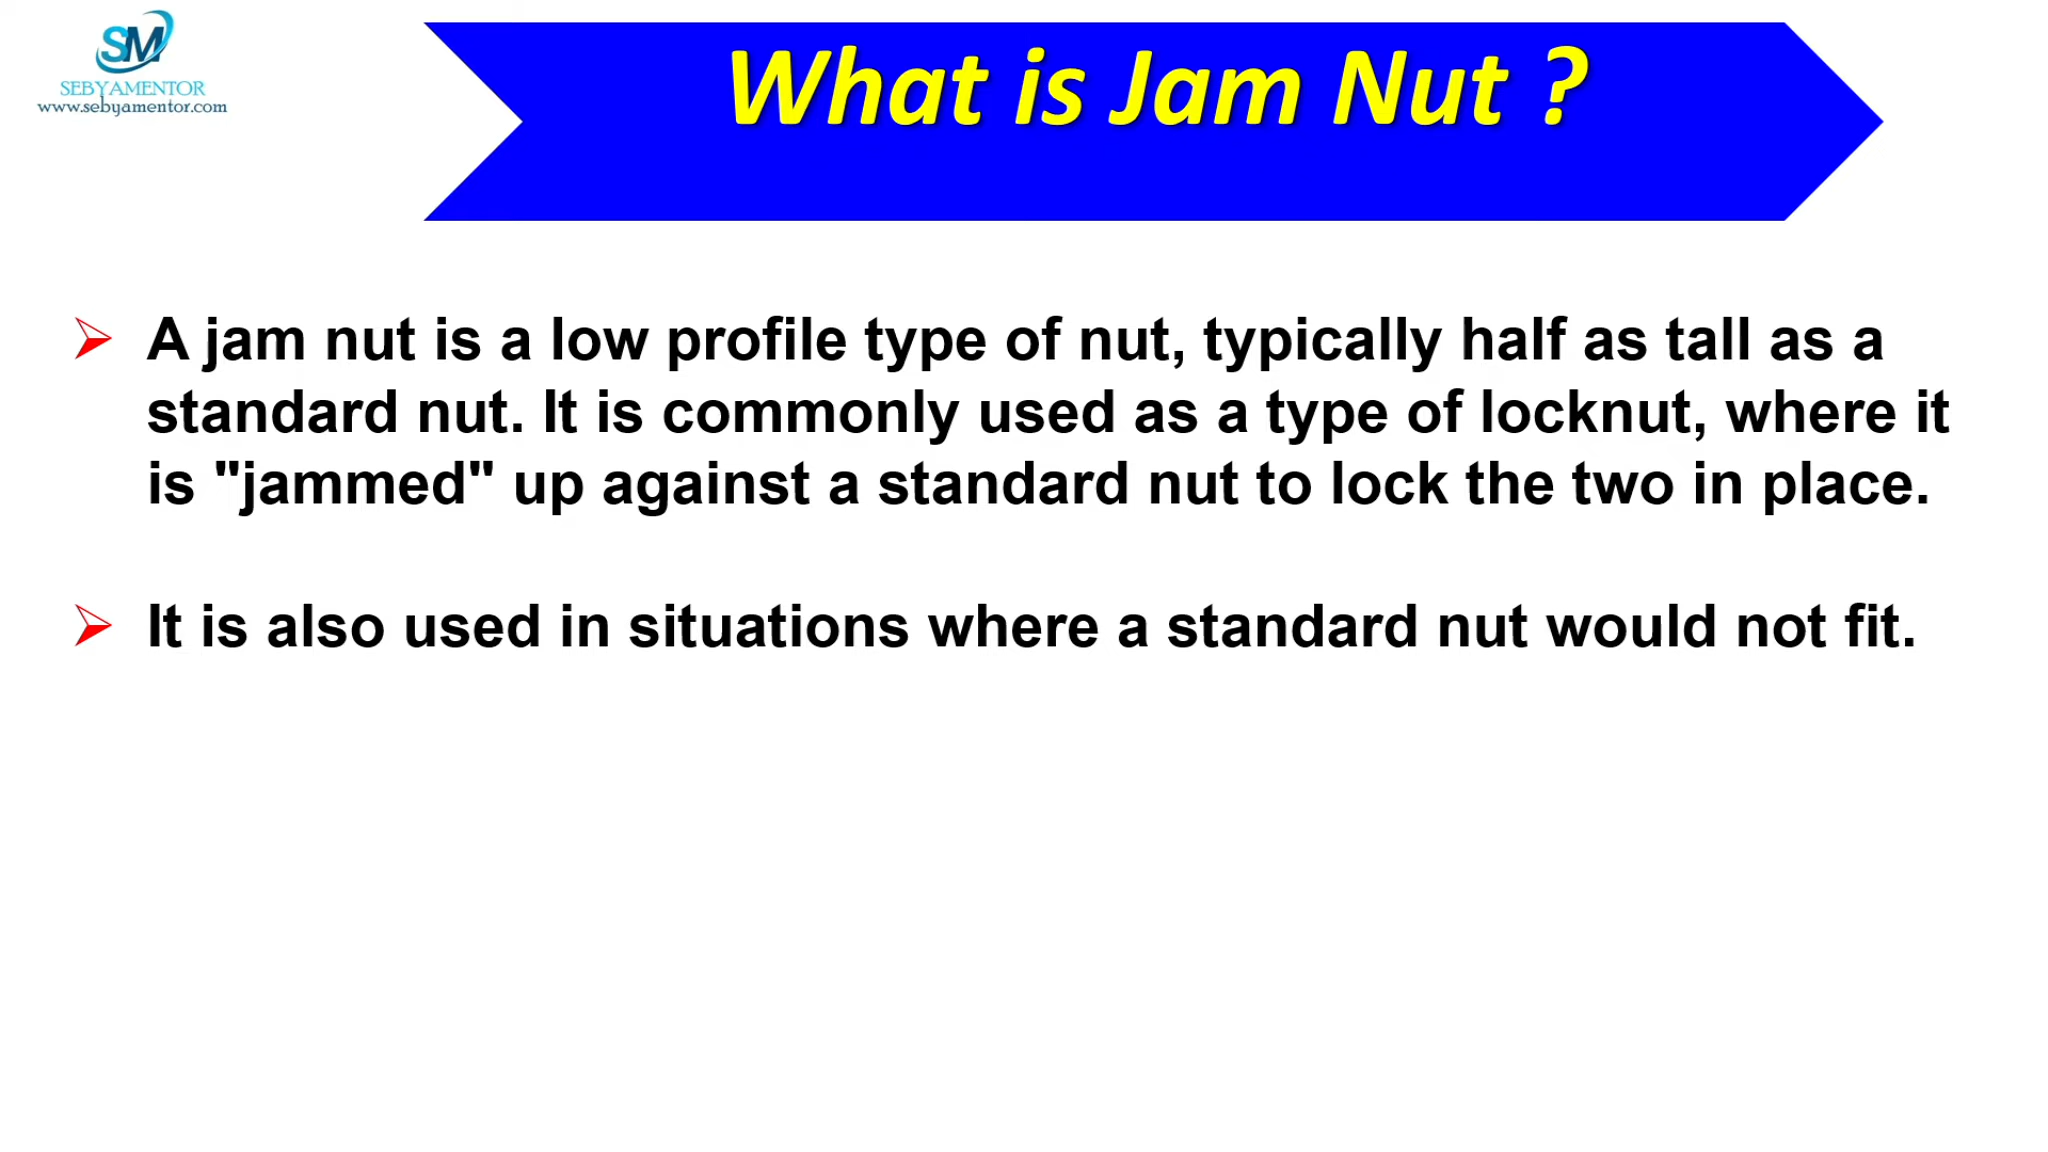 SM
SEBYAMENTOR
www.sebyamentor.com
What is Jam Nut ?
A jam nut is a low profile type of nut, typically half as tall as a
standard nut. It is commonly used as a type of locknut, where it
is "jammed" up against a standard nut to lock the two in place.
It is also used in situations where a standard nut would not fit.